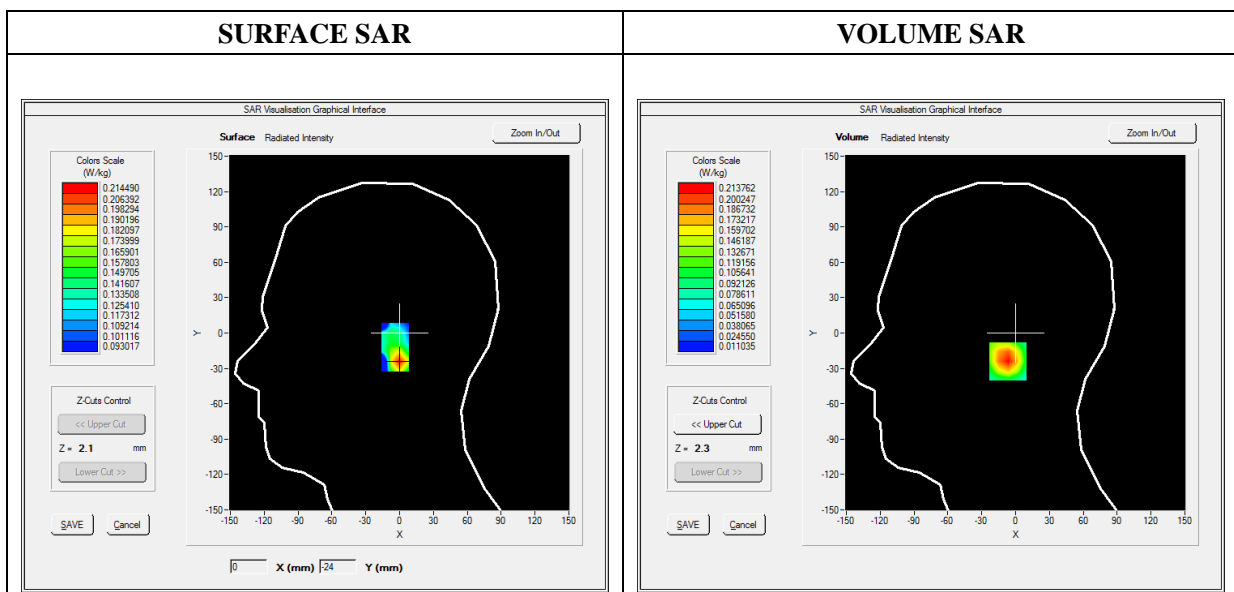 SURFACE SAR
VOLUME SAR
SAR Visualisation Graphical Interface
Surface Radiated Intensity
Zoom In/Out
Colors Scale
(W/kg)
0.214490
0.206392
0.198294
0.190196
0.182097
0.173999
0.165901
0.157803
0.149705
0.141607
0.133508
0.125410
0.117312
0.109214
0.101116
0.093017
Z-Cuts Control
<< Upper Cut
Z = 2.1 mm
Lower Cut >>
SAVE Cancel
150
120
90
60
30
0
-30
-60
-90
-120
-150
Y
-150 -120 -90 -60 -30 0 30 60 90 120 150
X
0 X (mm) -24 Y (mm)
SAR Visualisation Graphical Interface
Volume Radiated Intensity
Zoom In/Out
Colors Scale
(W/kg)
0.213762
0.200247
0.186732
0.173217
0.159702
0.146187
0.132671
0.119156
0.105641
0.092126
0.078611
0.065096
0.051580
0.038065
0.024550
0.011035
Z-Cuts Control
<< Upper Cut
Z = 2.3 mm
Lower Cut >>
SAVE Cancel
150
120
90
60
30
0
-30
-60
-90
-120
-150
Y
-150 -120 -90 -60 -30 0 30 60 90 120 150
X